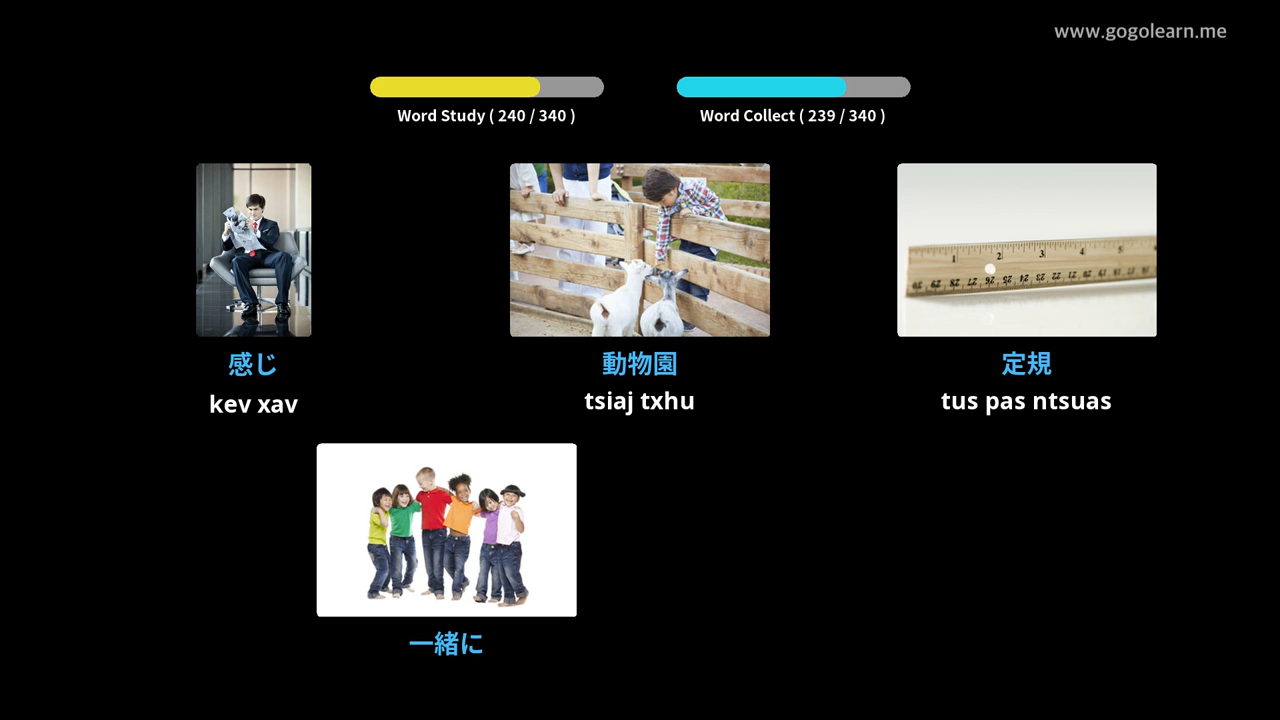 www.gogolearn.me
Word Study ( 240 / 340 )
Word Collect ( 239 / 340 )
感じ
kev xav
動物園
tsiaj txhu
定規
tus pas ntsuas
一緒に